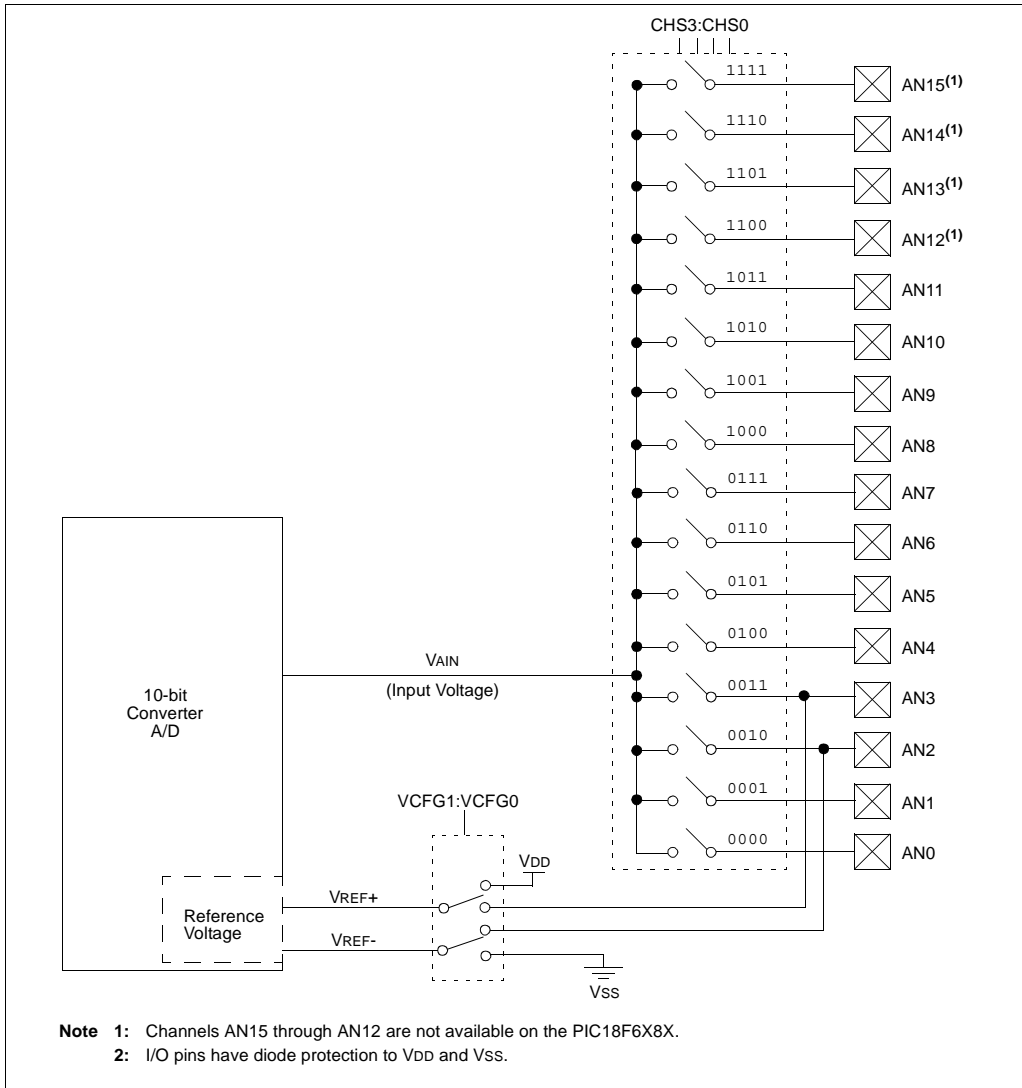 CHS3:CHS0
1111 AN15(1)
1110 AN14(1)
1101 AN13(1)
1100 AN12(1)
1011 AN11
1010 AN10
1001 AN9
1000 AN8
0111 AN7
0110 AN6
0101 AN5
0100 AN4
0011 AN3
0010 AN2
0001 AN1
0000 AN0
10-bit
Converter
A/D
VAIN
(Input Voltage)
VCFG1:VCFG0
VDD
Reference
Voltage
VREF+
VREF-
VSS
Note 1: Channels AN15 through AN12 are not available on the PIC18F6X8X.
2: I/O pins have diode protection to VDD and VSS.